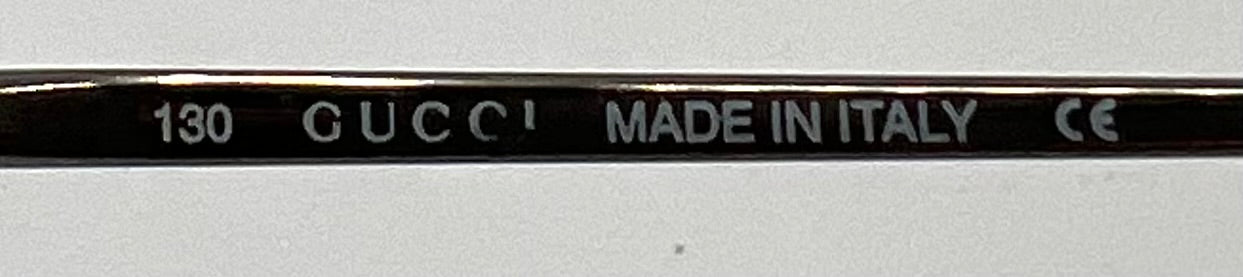 130 GUCCI MADE IN ITALY CE